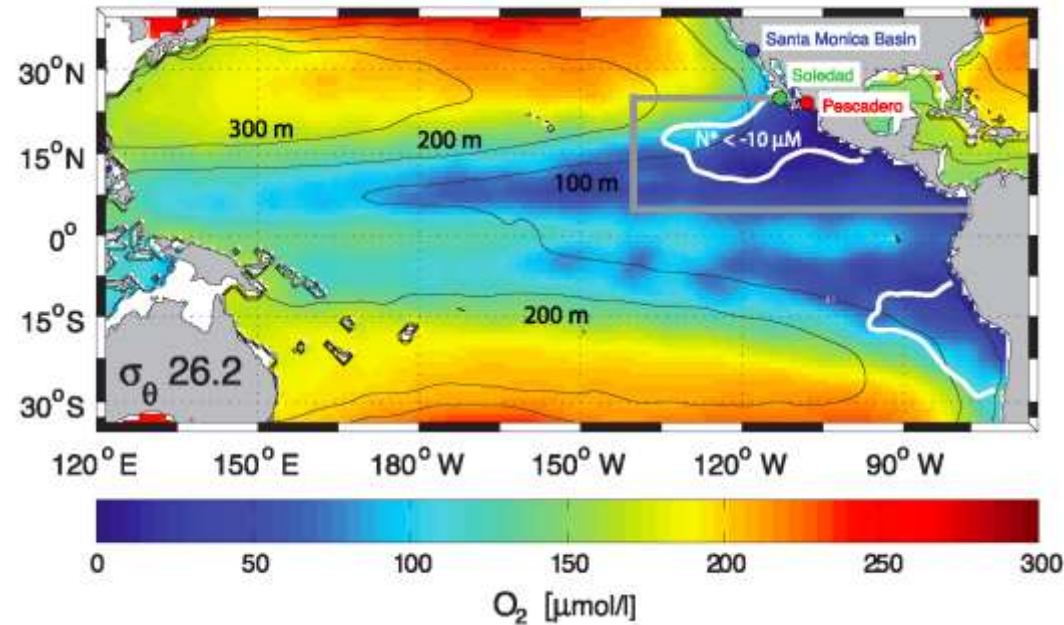 30°N
15°N
0°
15°S
30°S
Santa Monica Basin
Soledad
Pescadero
300 m
200 m
N* < -10 μM
100 m
200 m
σθ 26.2
120°E 150°E 180°W 150°W 120°W 90°W
0 50 100 150 200 250 300
O₂ [μmol/l]